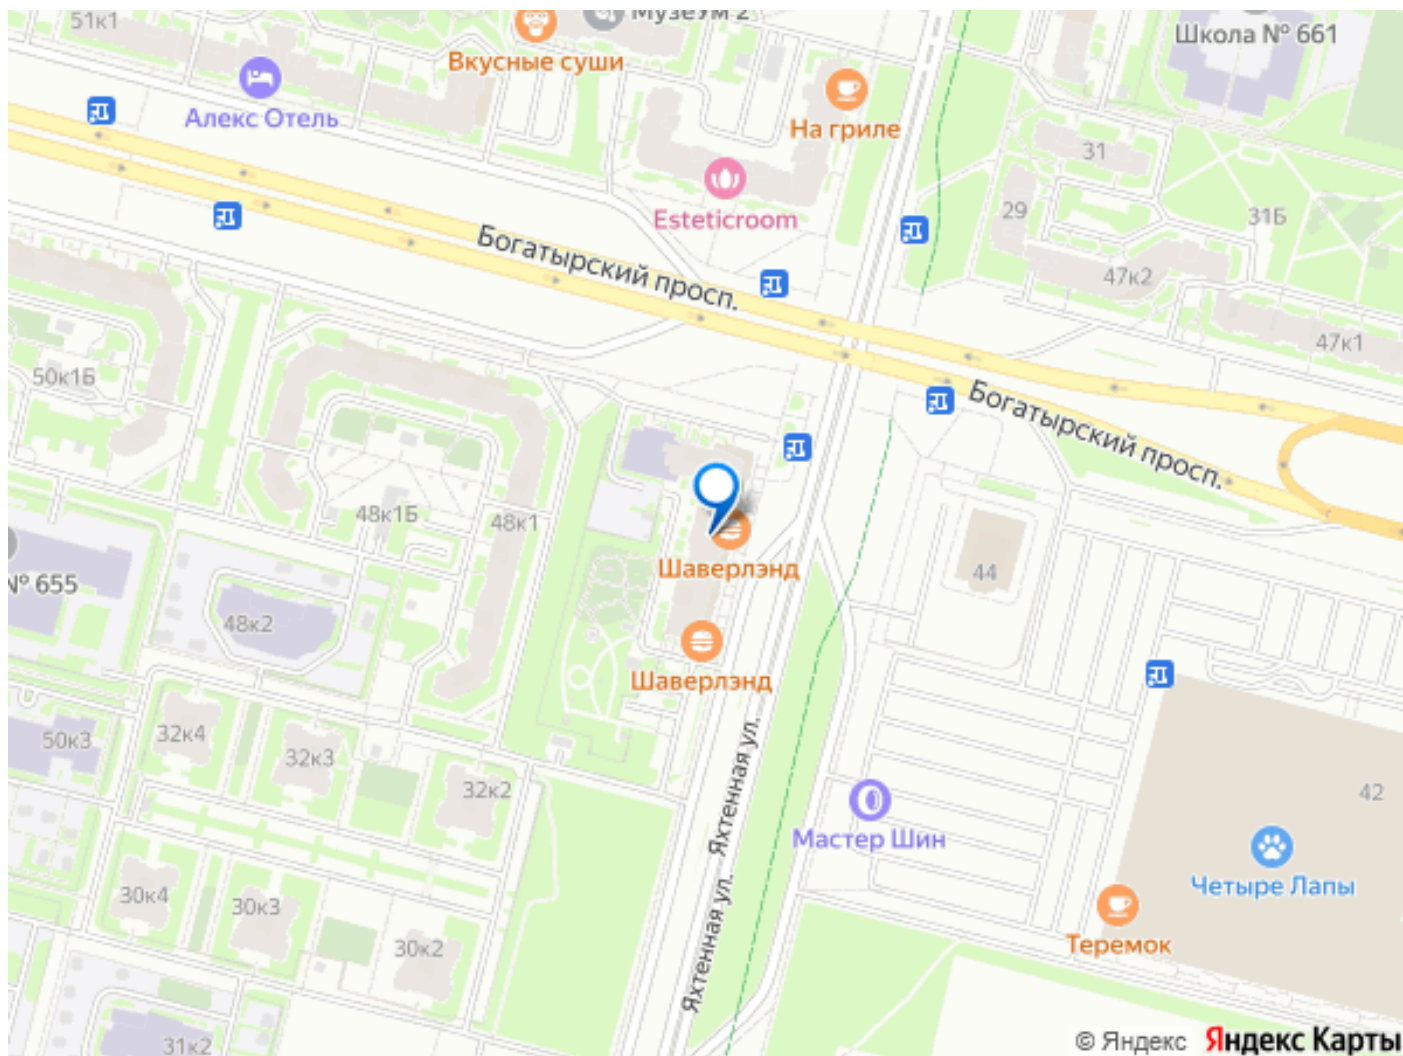 51к1
Музеум 2
Школа № 661
Вкусные суши
Алекс Отель
На гриле
31
Esteticroom
29
31Б
Богатырский просп.
47к2
47к1
50к1Б
Богатырский просп.
48к1Б
48к1
№ 655
Шаверлэнд
44
48к2
Шаверлэнд
32к4
50к3
32к3
32к2
Яхтенная ул.
42
Мастер Шин
30к4
30к3
Четыре Лапы
30к2
Яхтенная ул.
Теремок
31к2
© Яндекс Яндекс Карты